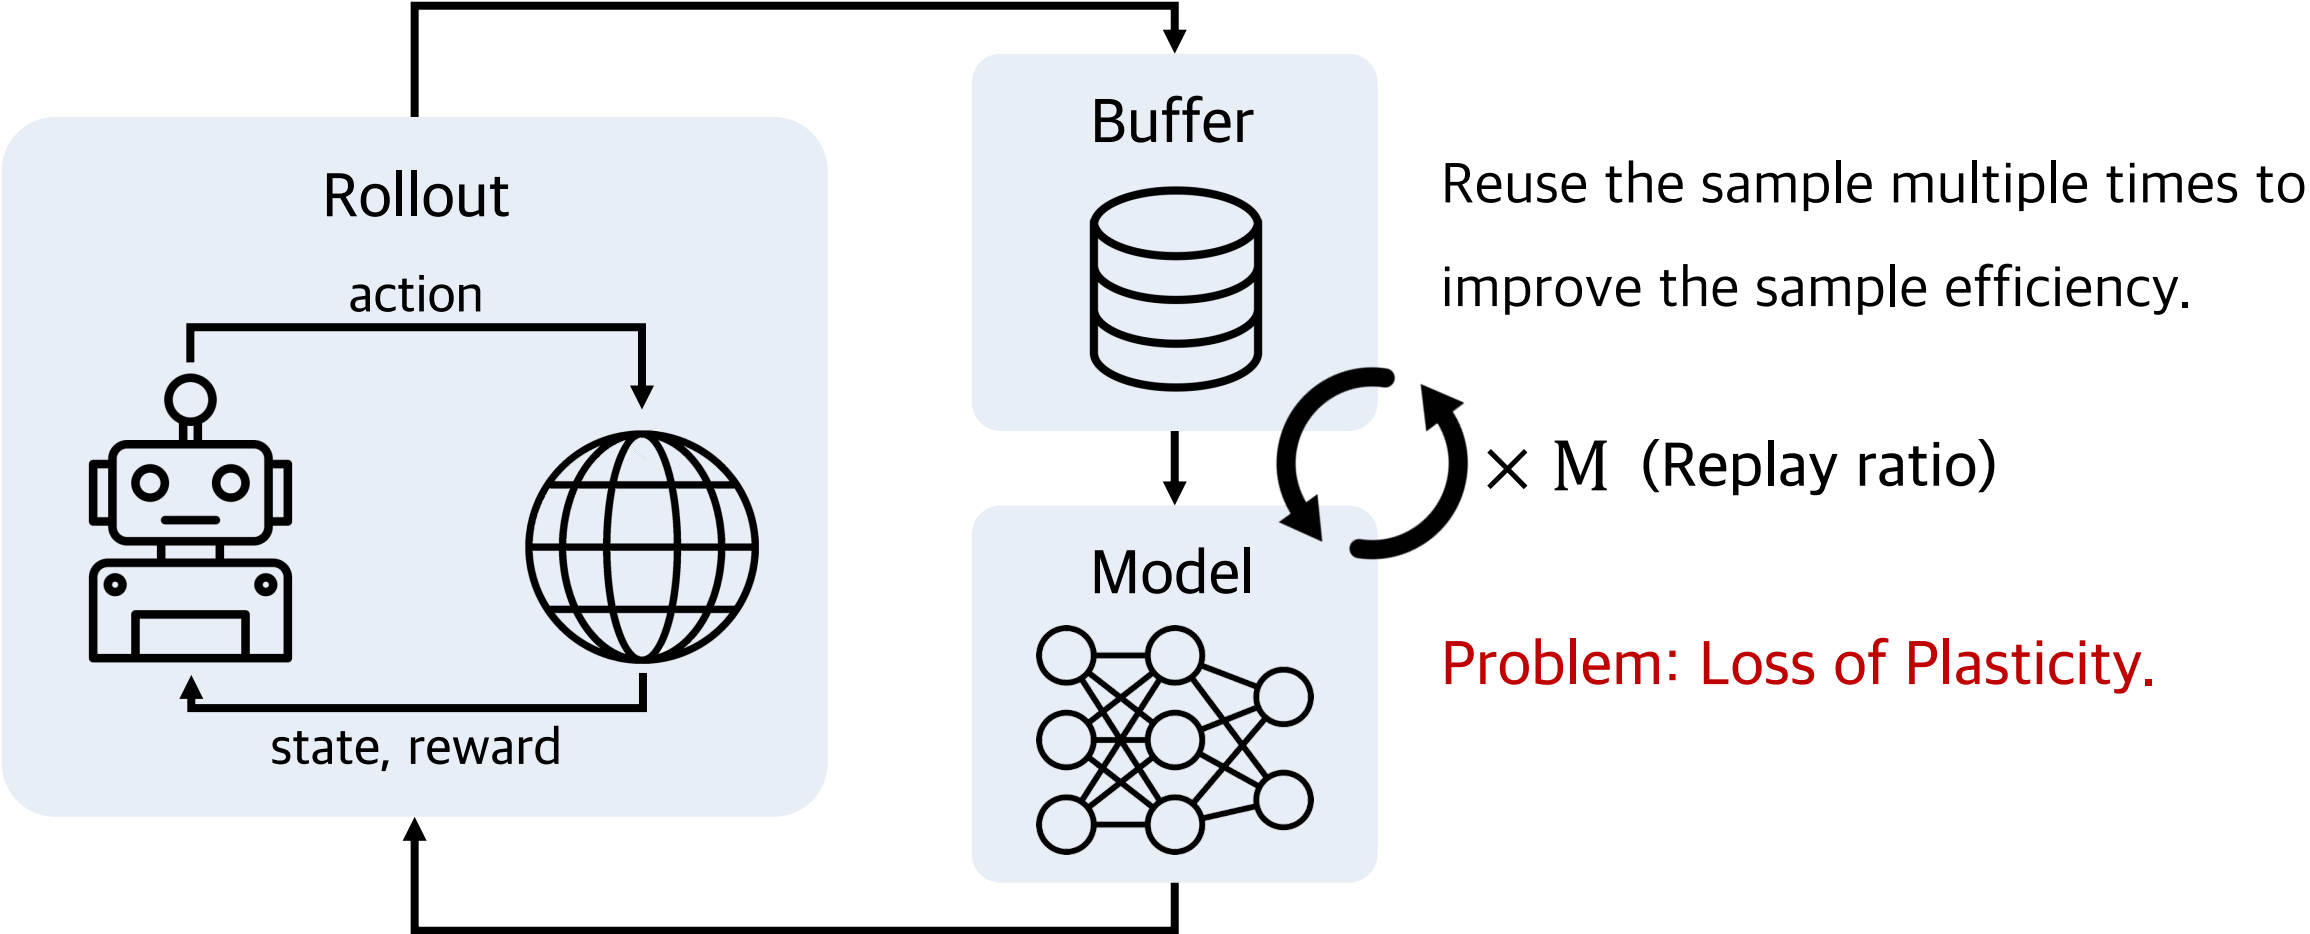 Rollout
action
state, reward
Buffer
Model
Reuse the sample multiple times to
improve the sample efficiency.
× M (Replay ratio)
Problem: Loss of Plasticity.